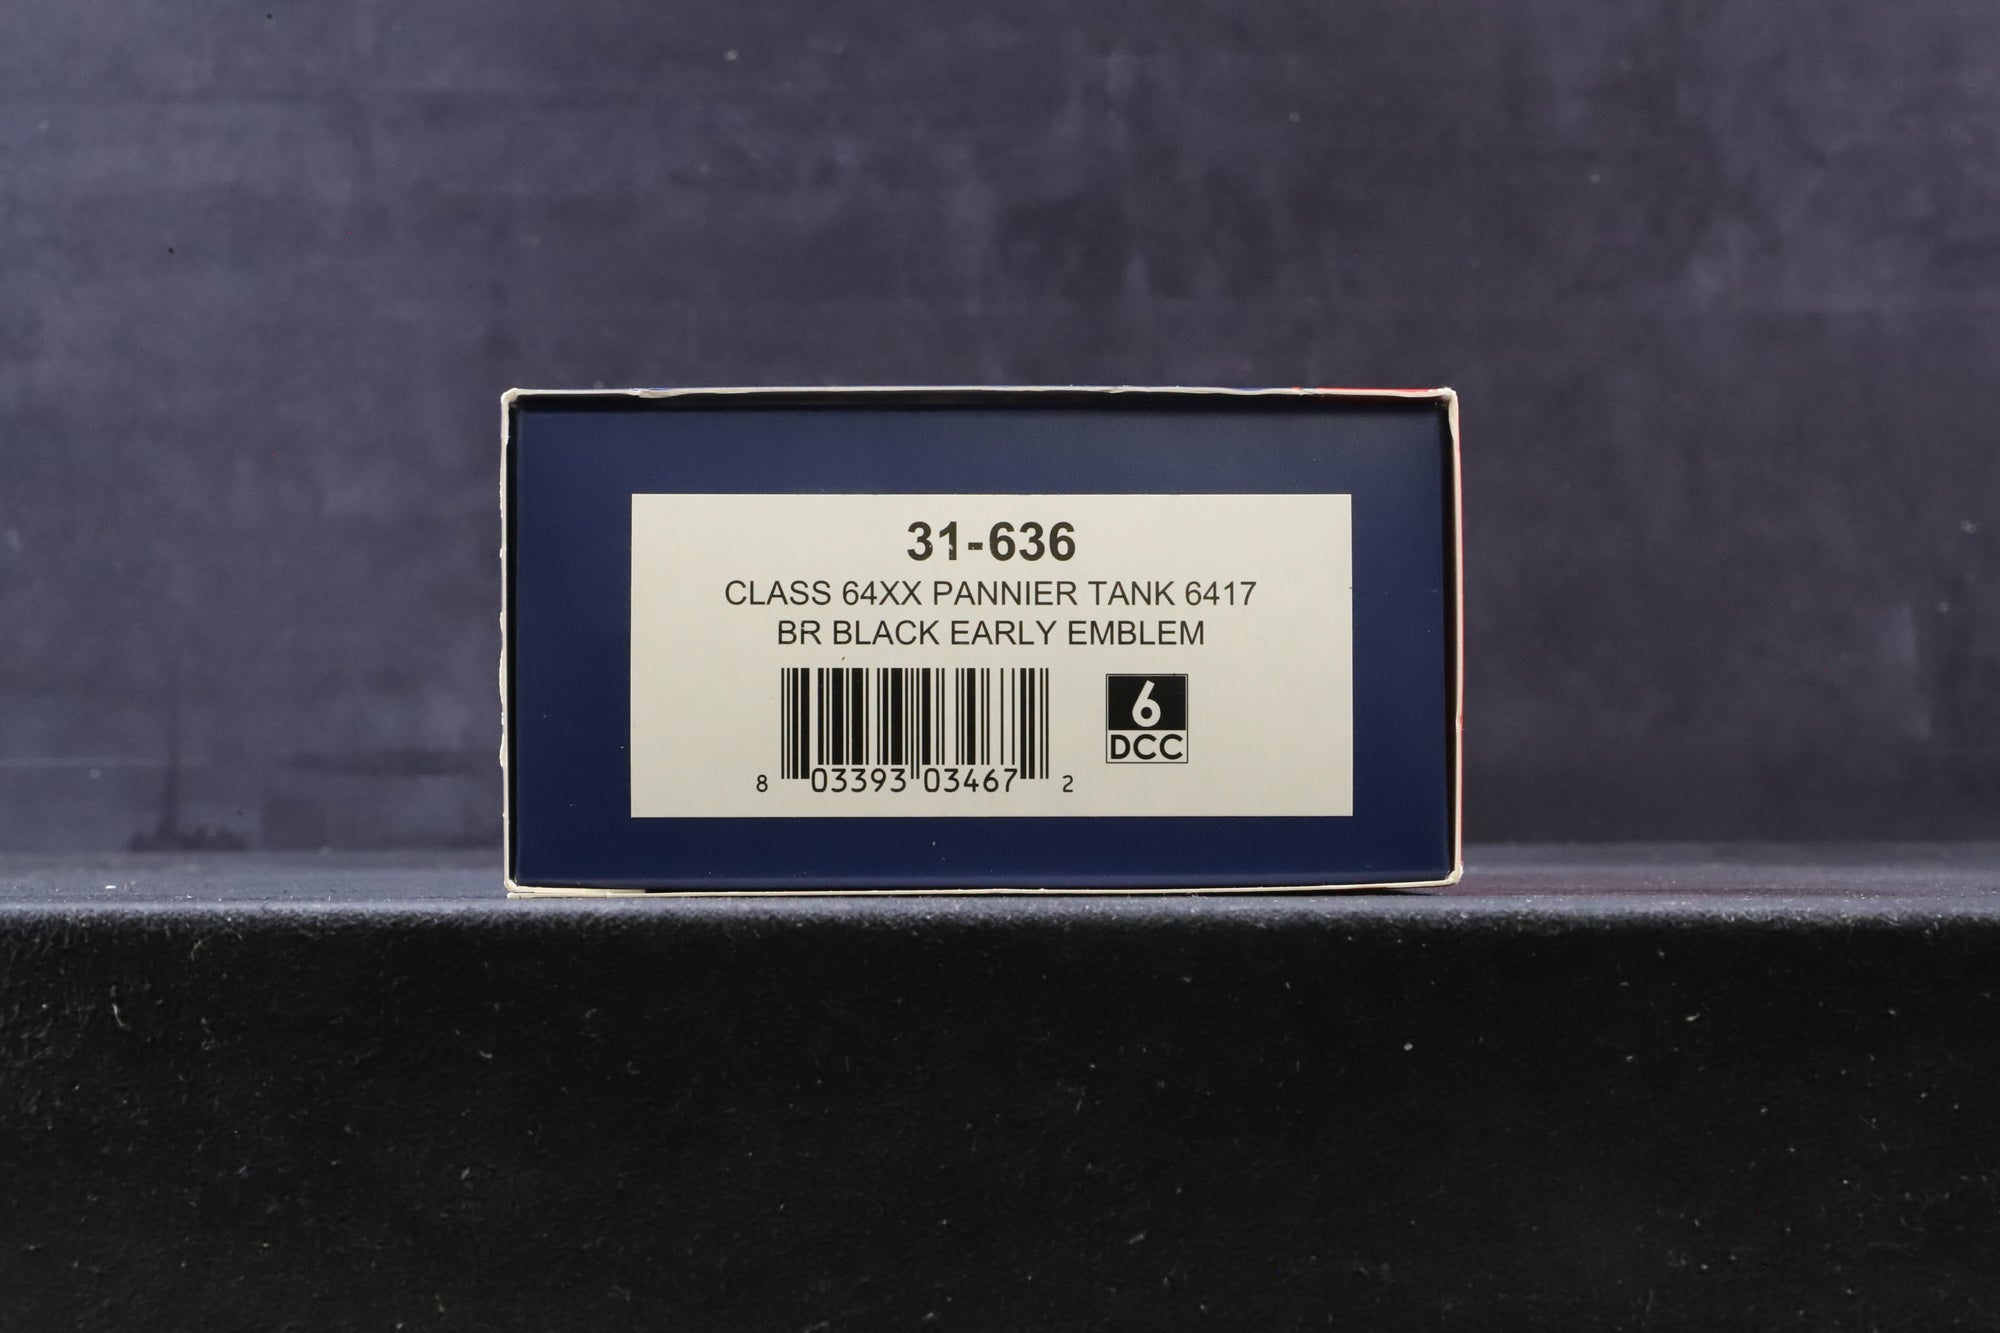 31-636
CLASS 64XX PANNIER TANK 6417
BR BLACK EARLY EMBLEM
6
DCC
8 03393 03467 2